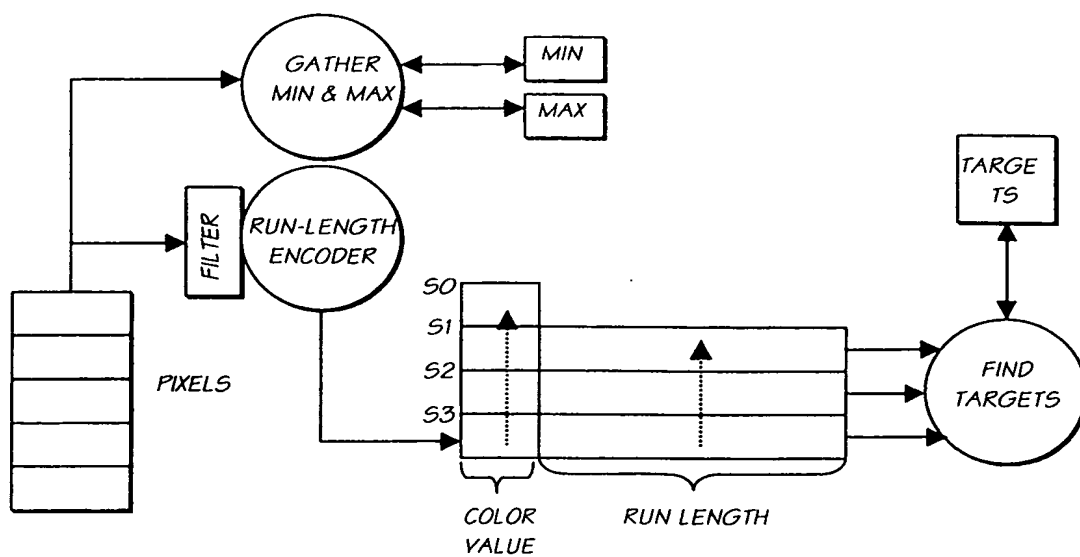 GATHER
MIN & MAX
MIN
MAX
FILTER
RUN-LENGTH
ENCODER
TARGE
TS
S0
S1
S2
S3
PIXELS
FIND
TARGETS
COLOR
VALUE
RUN LENGTH